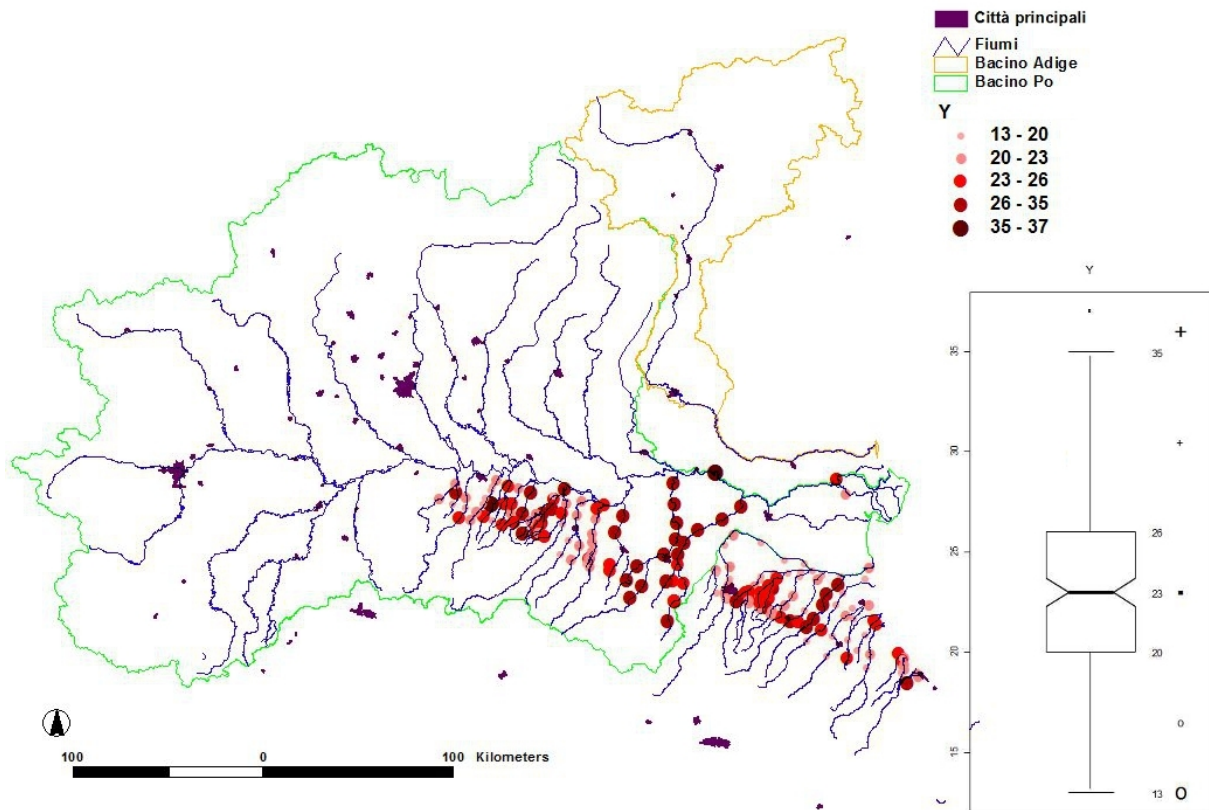 Città principali
Fiumi
Bacino Adige
Bacino Po
Y
13 - 20
20 - 23
23 - 26
26 - 35
35 - 37
Y
35
30
25
20
15
35
26
23
20
13
+
+
o
O
100 0 100 Kilometers